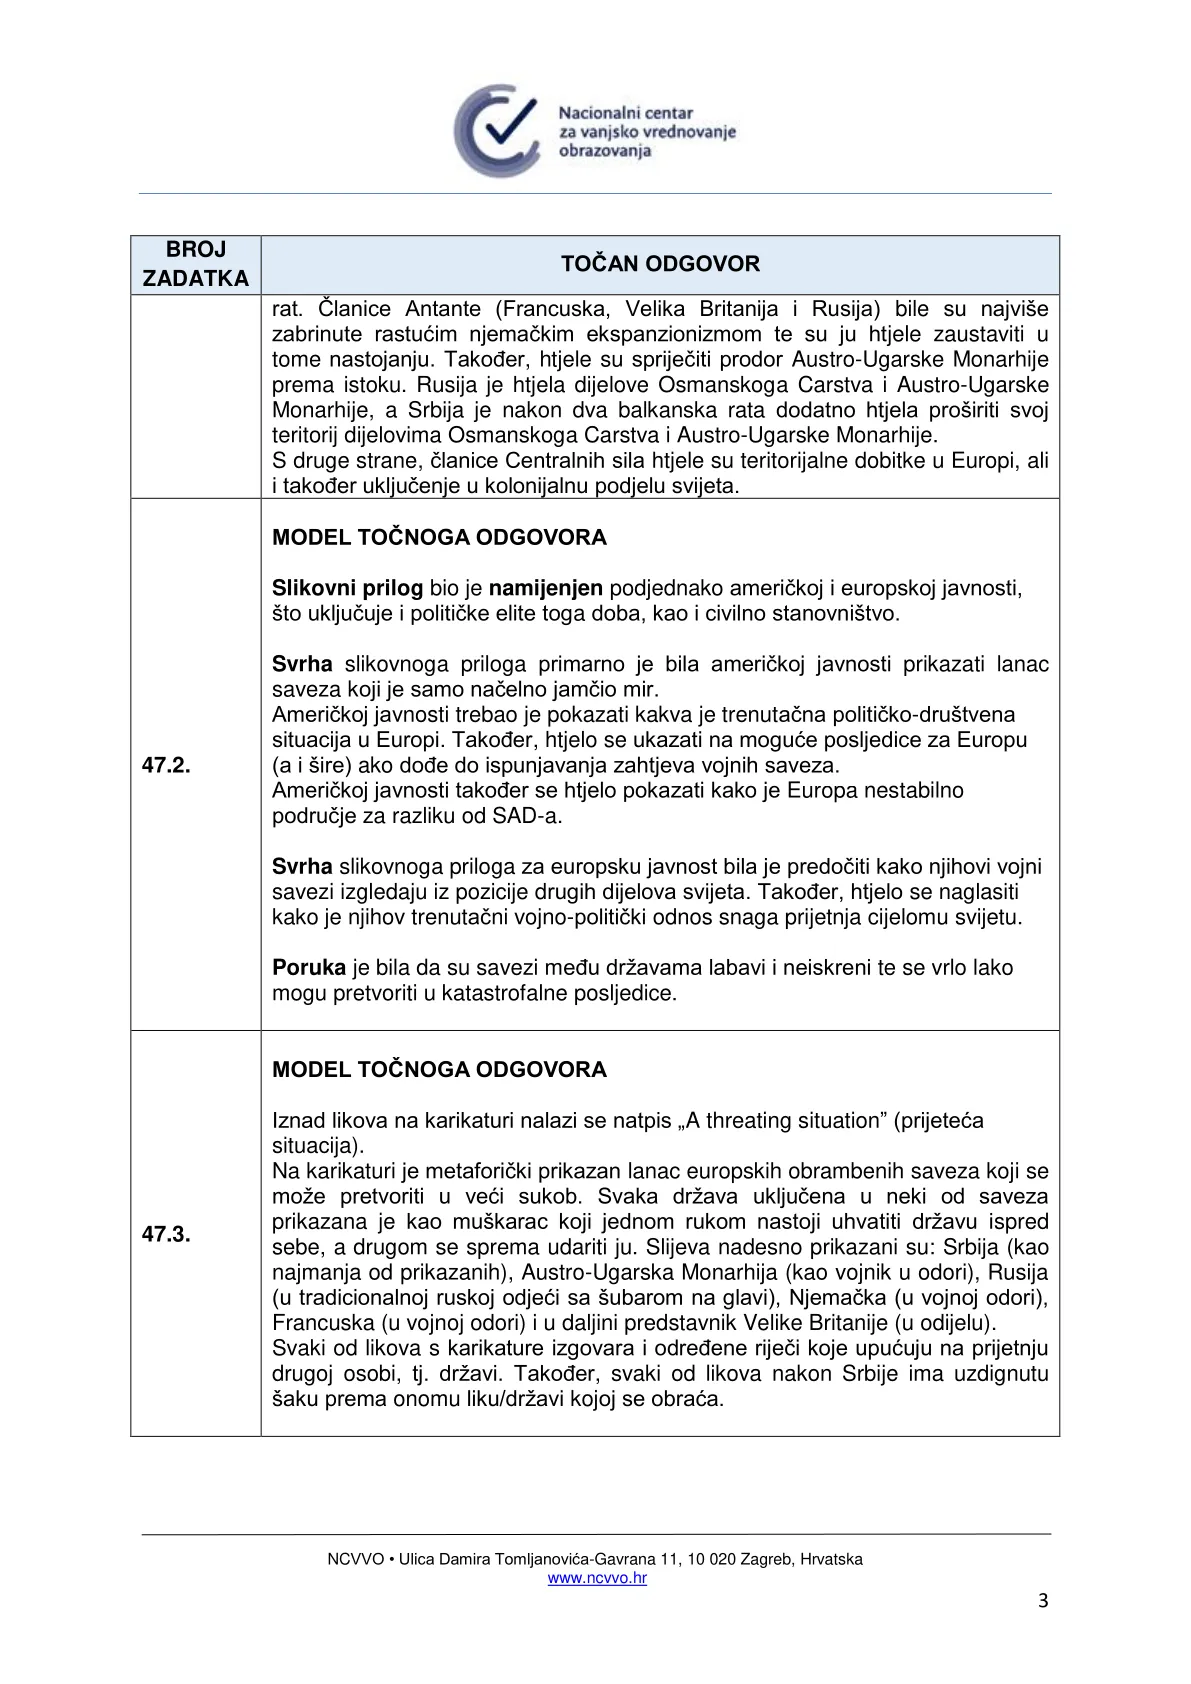 Nacionalni centar
za vanjsko vrednovanje
obrazovanja
BROJ
ZADATKA
TOČAN ODGOVOR
rat. Članice Antante (Francuska, Velika Britanija i Rusija) bile su najviše
zabrinute rastućim njemačkim ekspanzionizmom te su ju htjele zaustaviti u
tome nastojanju. Također, htjele su spriječiti prodor Austro-Ugarske Monarhije
prema istoku. Rusija je htjela dijelove Osmanskoga Carstva i Austro-Ugarske
Monarhije, a Srbija je nakon dva balkanska rata dodatno htjela proširiti svoj
teritorij dijelovima Osmanskoga Carstva i Austro-Ugarske Monarhije.
S druge strane, članice Centralnih sila htjele su teritorijalne dobitke u Europi, ali
i također uključenje u kolonijalnu podjelu svijeta.
47.2.
MODEL TOČNOGA ODGOVORA
Slikovni prilog bio je namijenjen podjednako američkoj i europskoj javnosti,
što uključuje i političke elite toga doba, kao i civilno stanovništvo.
Svrha slikovnoga priloga primarno je bila američkoj javnosti prikazati lanac
saveza koji je samo načelno jamčio mir.
Američkoj javnosti trebao je pokazati kakva je trenutačna političko-društvena
situacija u Europi. Također, htjelo se ukazati na moguće posljedice za Europu
(a i šire) ako dođe do ispunjavanja zahtjeva vojnih saveza.
Američkoj javnosti također se htjelo pokazati kako je Europa nestabilno
područje za razliku od SAD-a.
Svrha slikovnoga priloga za europsku javnost bila je predočiti kako njihovi vojni
savezi izgledaju iz pozicije drugih dijelova svijeta. Također, htjelo se naglasiti
kako je njihov trenutačni vojno-politički odnos snaga prijetnja cijelomu svijetu.
Poruka je bila da su savezi među državama labavi i neiskreni te se vrlo lako
mogu pretvoriti u katastrofalne posljedice.
47.3.
MODEL TOČNOGA ODGOVORA
Iznad likova na karikaturi nalazi se natpis „A threating situation” (prijeteća
situacija).
Na karikaturi je metaforički prikazan lanac europskih obrambenih saveza koji se
može pretvoriti u veći sukob. Svaka država uključena u neki od saveza
prikazana je kao muškarac koji jednom rukom nastoji uhvatiti državu ispred
sebe, a drugom se sprema udariti ju. Slijeva nadesno prikazani su: Srbija (kao
najmanja od prikazanih), Austro-Ugarska Monarhija (kao vojnik u odori), Rusija
(u tradicionalnoj ruskoj odjeći sa šubarom na glavi), Njemačka (u vojnoj odori),
Francuska (u vojnoj odori) i u daljini predstavnik Velike Britanije (u odijelu).
Svaki od likova s karikature izgovara i određene riječi koje upućuju na prijetnju
drugoj osobi, tj. državi. Također, svaki od likova nakon Srbije ima uzdignutu
šaku prema onomu liku/državi kojoj se obraća.
NCVVO • Ulica Damira Tomljanovića-Gavrana 11, 10 020 Zagreb, Hrvatska
www.ncvvo.hr
3